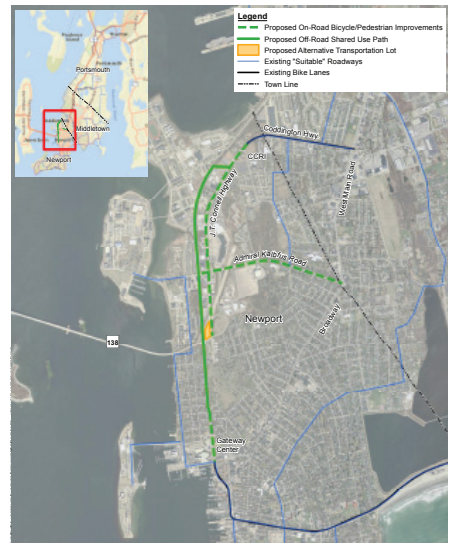 Legend
Proposed On-Road Bicycle/Pedestrian Improvements
Proposed Off-Road Shared Use Path
Proposed Alternative Transportation Lot
Existing "Suitable" Roadways
Existing Bike Lanes
Town Line
Portsmouth
Middletown
Newport
Coddington Hwy
CCRI
J.T. Connell Highway
West Main Road
Admiral Kalbfus Road
Newport
Broadway
138
Gateway
Center